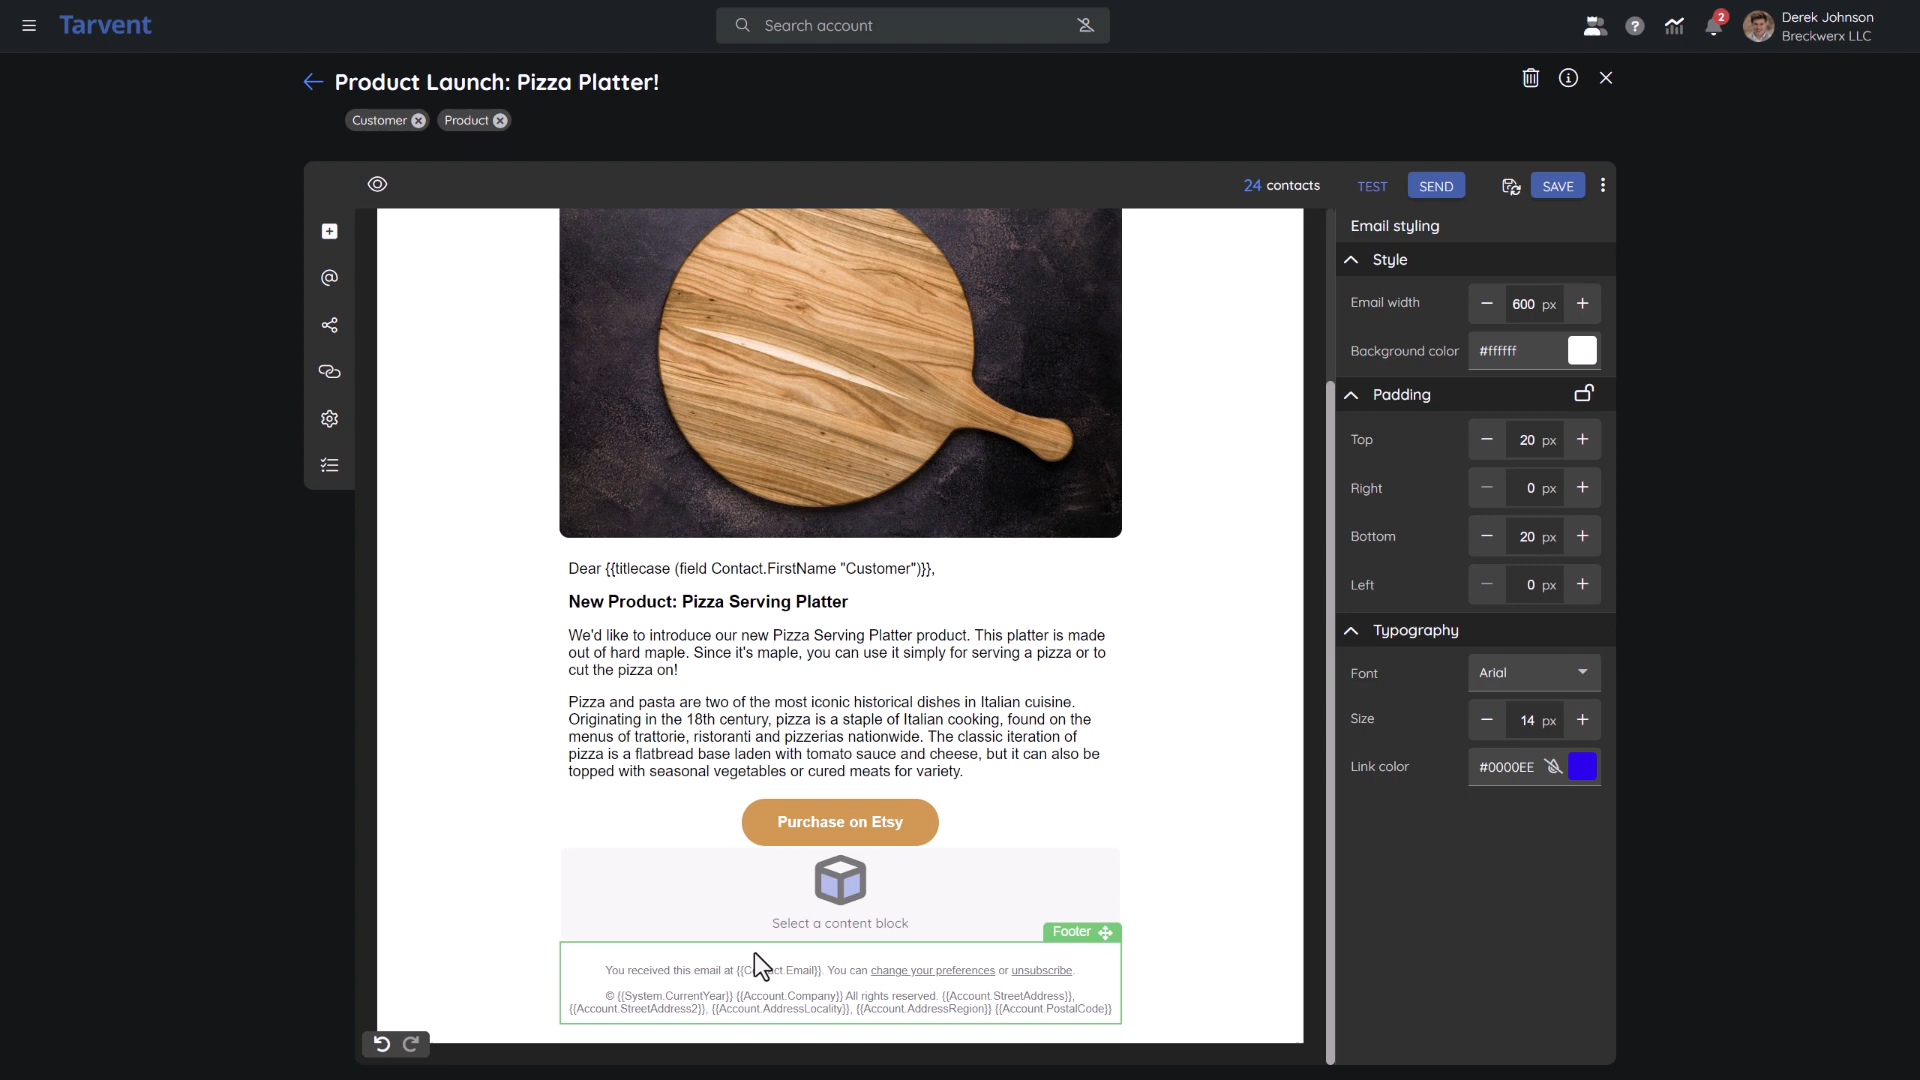 Tarvent
Search account
?
2
Derek Johnson
Breckwerx LLC
Product Launch: Pizza Platter!
Customer
Product
24 contacts
TEST
SEND
SAVE
Email styling
Style
Email width
600 px
Background color
#ffffff
Padding
Top
20 px
Right
0 px
Bottom
20 px
Left
0 px
Typography
Font
Arial
Size
14 px
Link color
#0000EE
Dear {{titlecase (field Contact.FirstName "Customer")}},
New Product: Pizza Serving Platter
We'd like to introduce our new Pizza Serving Platter product. This platter is made
out of hard maple. Since it's maple, you can use it simply for serving a pizza or to
cut the pizza on!
Pizza and pasta are two of the most iconic historical dishes in Italian cuisine.
Originating in the 18th century, pizza is a staple of Italian cooking, found on the
menus of trattorie, ristoranti and pizzerias nationwide. The classic iteration of
pizza is a flatbread base laden with tomato sauce and cheese, but it can also be
topped with seasonal vegetables or cured meats for variety.
Purchase on Etsy
Select a content block
Footer
You received this email at {{Contact.Email}}. You can change your preferences or unsubscribe.
© {{System.CurrentYear}} {{Account.Company}} All rights reserved. {{Account.StreetAddress}},
{{Account.StreetAddress2}}, {{Account.AddressLocality}}, {{Account.AddressRegion}} {{Account.PostalCode}}